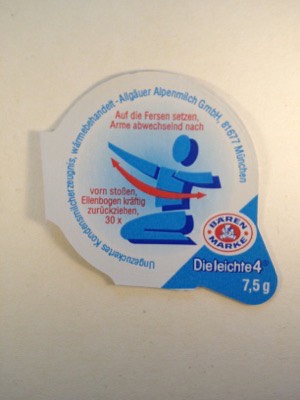 Ungezuckertes Kondensmilcherzeugnis, wärmebehandelt - Allgäuer Alpenmilch GmbH, 81677 München
Auf die Fersen setzen,
Arme abwechselnd nach
vorn stoßen,
Ellenbogen kräftig
zurückziehen,
30 x
BÄREN
MARKE
Die leichte 4
7,5 g